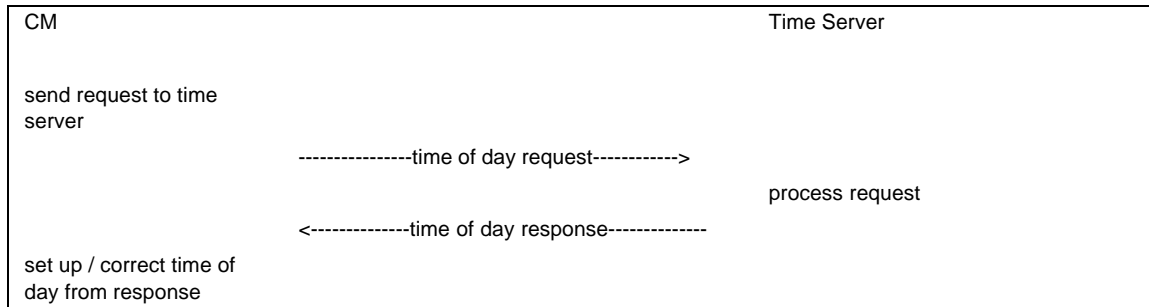 CM Time Server
send request to time
server
----------------time of day request------------>
process request
<--------------time of day response--------------
set up / correct time of
day from response